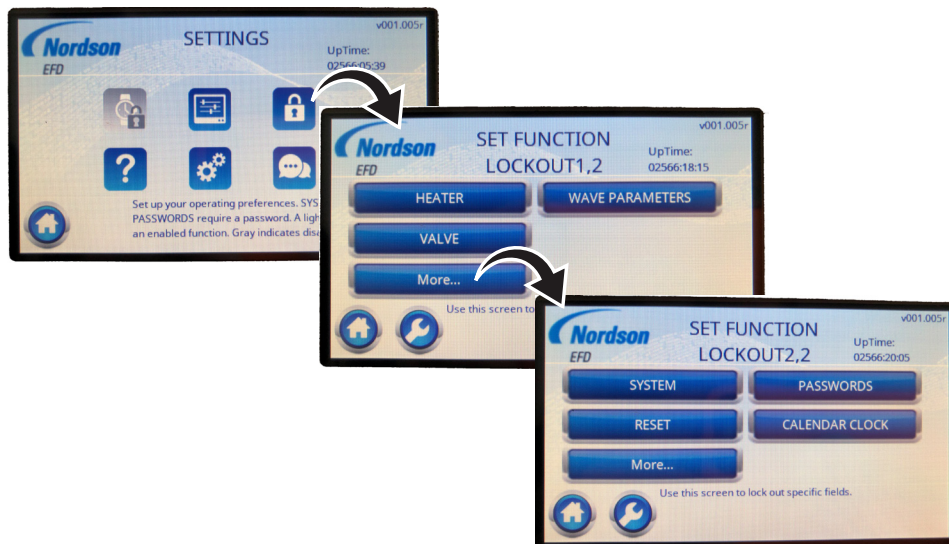 v001.005r
Nordson
EFD
SETTINGS
UpTime:
02566:05:39
?
Set up your operating preferences. SYS
PASSWORDS require a password. A ligh
an enabled function. Gray indicates disa
v001.005r
Nordson
EFD
SET FUNCTION
LOCKOUT1,2
UpTime:
02566:18:15
HEATER
WAVE PARAMETERS
VALVE
More...
Use this screen to
v001.005r
Nordson
EFD
SET FUNCTION
LOCKOUT2,2
UpTime:
02566:20:05
SYSTEM
PASSWORDS
RESET
CALENDAR CLOCK
More...
Use this screen to lock out specific fields.